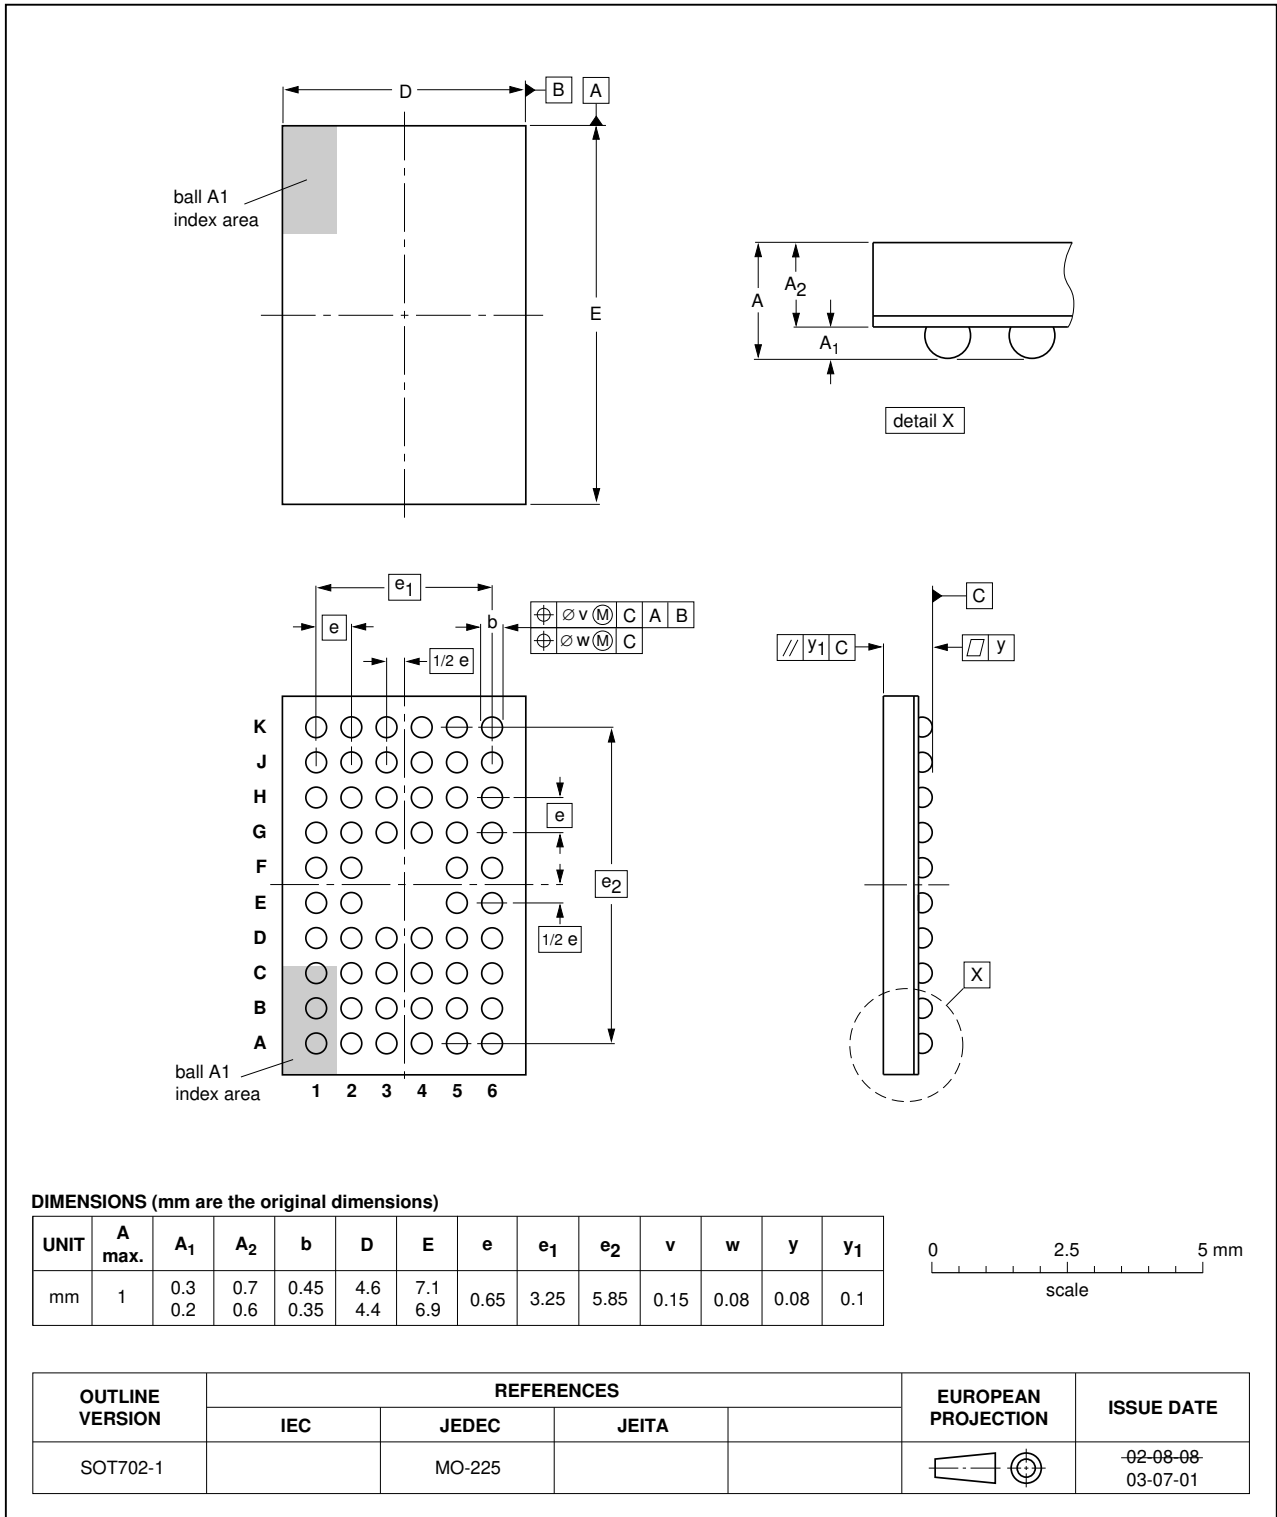 D
B
A
ball A1
index area
E
A
A2
A1
detail X
e1
e
b
⌖ ⌀ v Ⓜ C A B
⌖ ⌀ w Ⓜ C
1/2 e
C
// y1 C
⏥ y
K
J
H
G
F
E
D
C
B
A
e
e2
1/2 e
X
ball A1
index area
1 2 3 4 5 6
DIMENSIONS (mm are the original dimensions)
UNIT A max. A1 A2 b D E e e1 e2 v w y y1
mm 1 0.3 0.2 0.7 0.6 0.45 0.35 4.6 4.4 7.1 6.9 0.65 3.25 5.85 0.15 0.08 0.08 0.1
0 2.5 5 mm
scale
OUTLINE VERSION REFERENCES EUROPEAN PROJECTION ISSUE DATE
IEC JEDEC JEITA
SOT702-1 MO-225 02-08-08
03-07-01